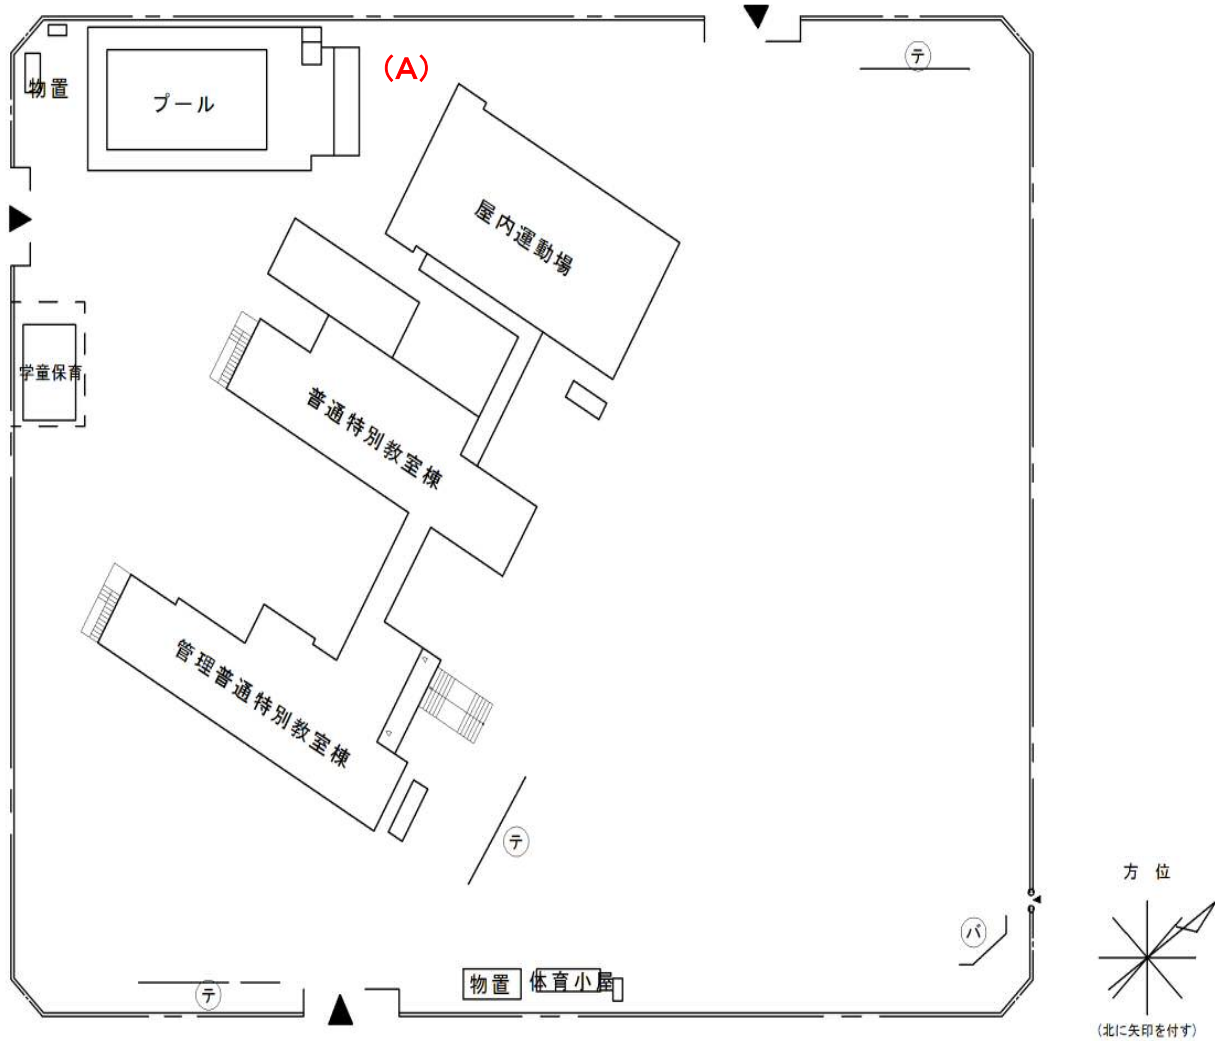 (A)
テ
物置
プール
屋内運動場
学童保育
普通特別教室棟
管理普通特別教室棟
テ
方 位
バ
物置
体育小屋
テ
(北に矢印を付す)